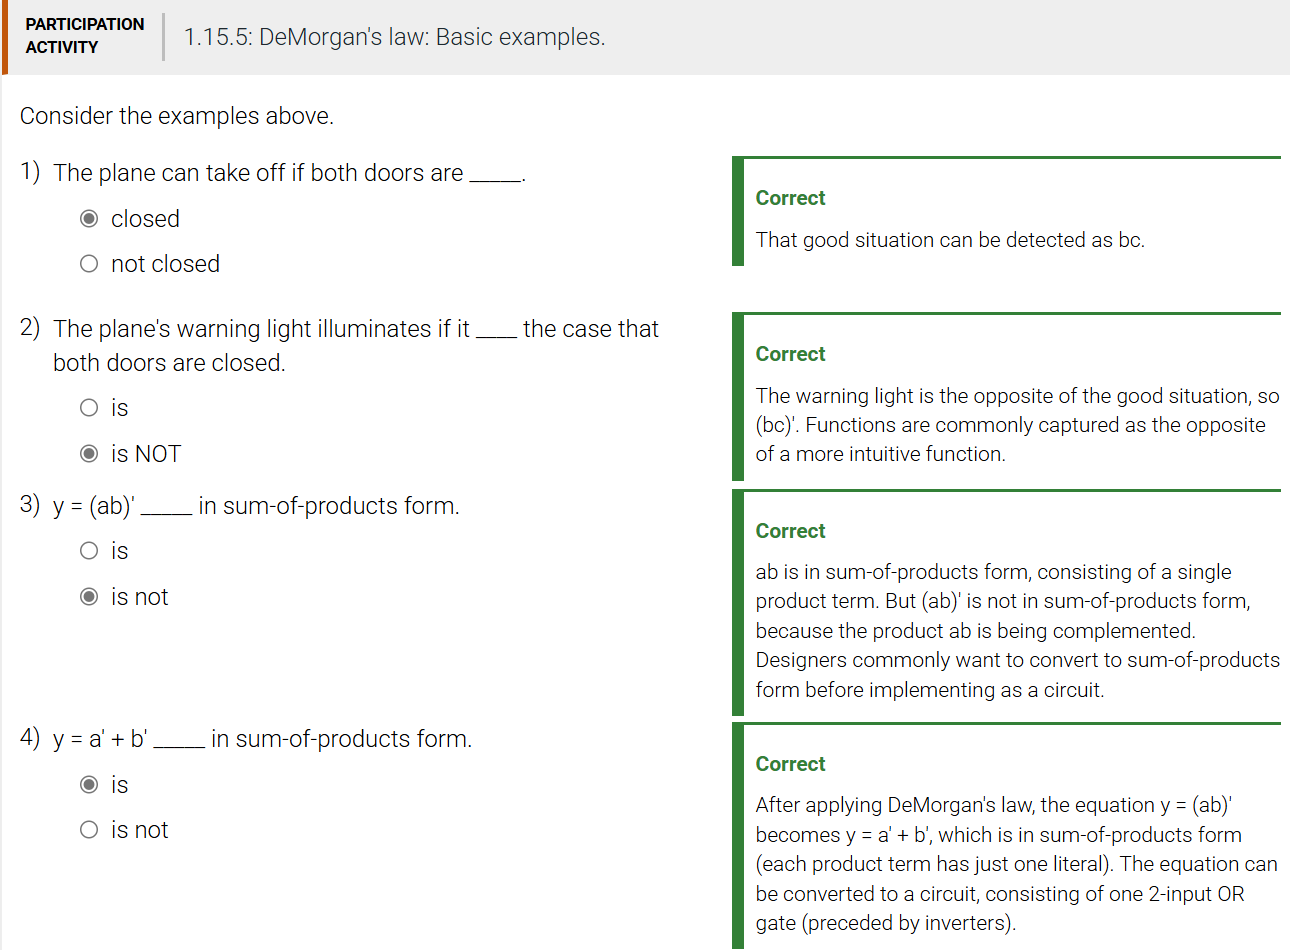 PARTICIPATION
ACTIVITY
1.15.5: DeMorgan's law: Basic examples.
Consider the examples above.
1) The plane can take off if both doors are _____.
closed
not closed
Correct
That good situation can be detected as bc.
2) The plane's warning light illuminates if it ____ the case that
both doors are closed.
is
is NOT
Correct
The warning light is the opposite of the good situation, so
(bc)'. Functions are commonly captured as the opposite
of a more intuitive function.
3) y = (ab)' _____ in sum-of-products form.
is
is not
Correct
ab is in sum-of-products form, consisting of a single
product term. But (ab)' is not in sum-of-products form,
because the product ab is being complemented.
Designers commonly want to convert to sum-of-products
form before implementing as a circuit.
4) y = a' + b' _____ in sum-of-products form.
is
is not
Correct
After applying DeMorgan's law, the equation y = (ab)'
becomes y = a' + b', which is in sum-of-products form
(each product term has just one literal). The equation can
be converted to a circuit, consisting of one 2-input OR
gate (preceded by inverters).